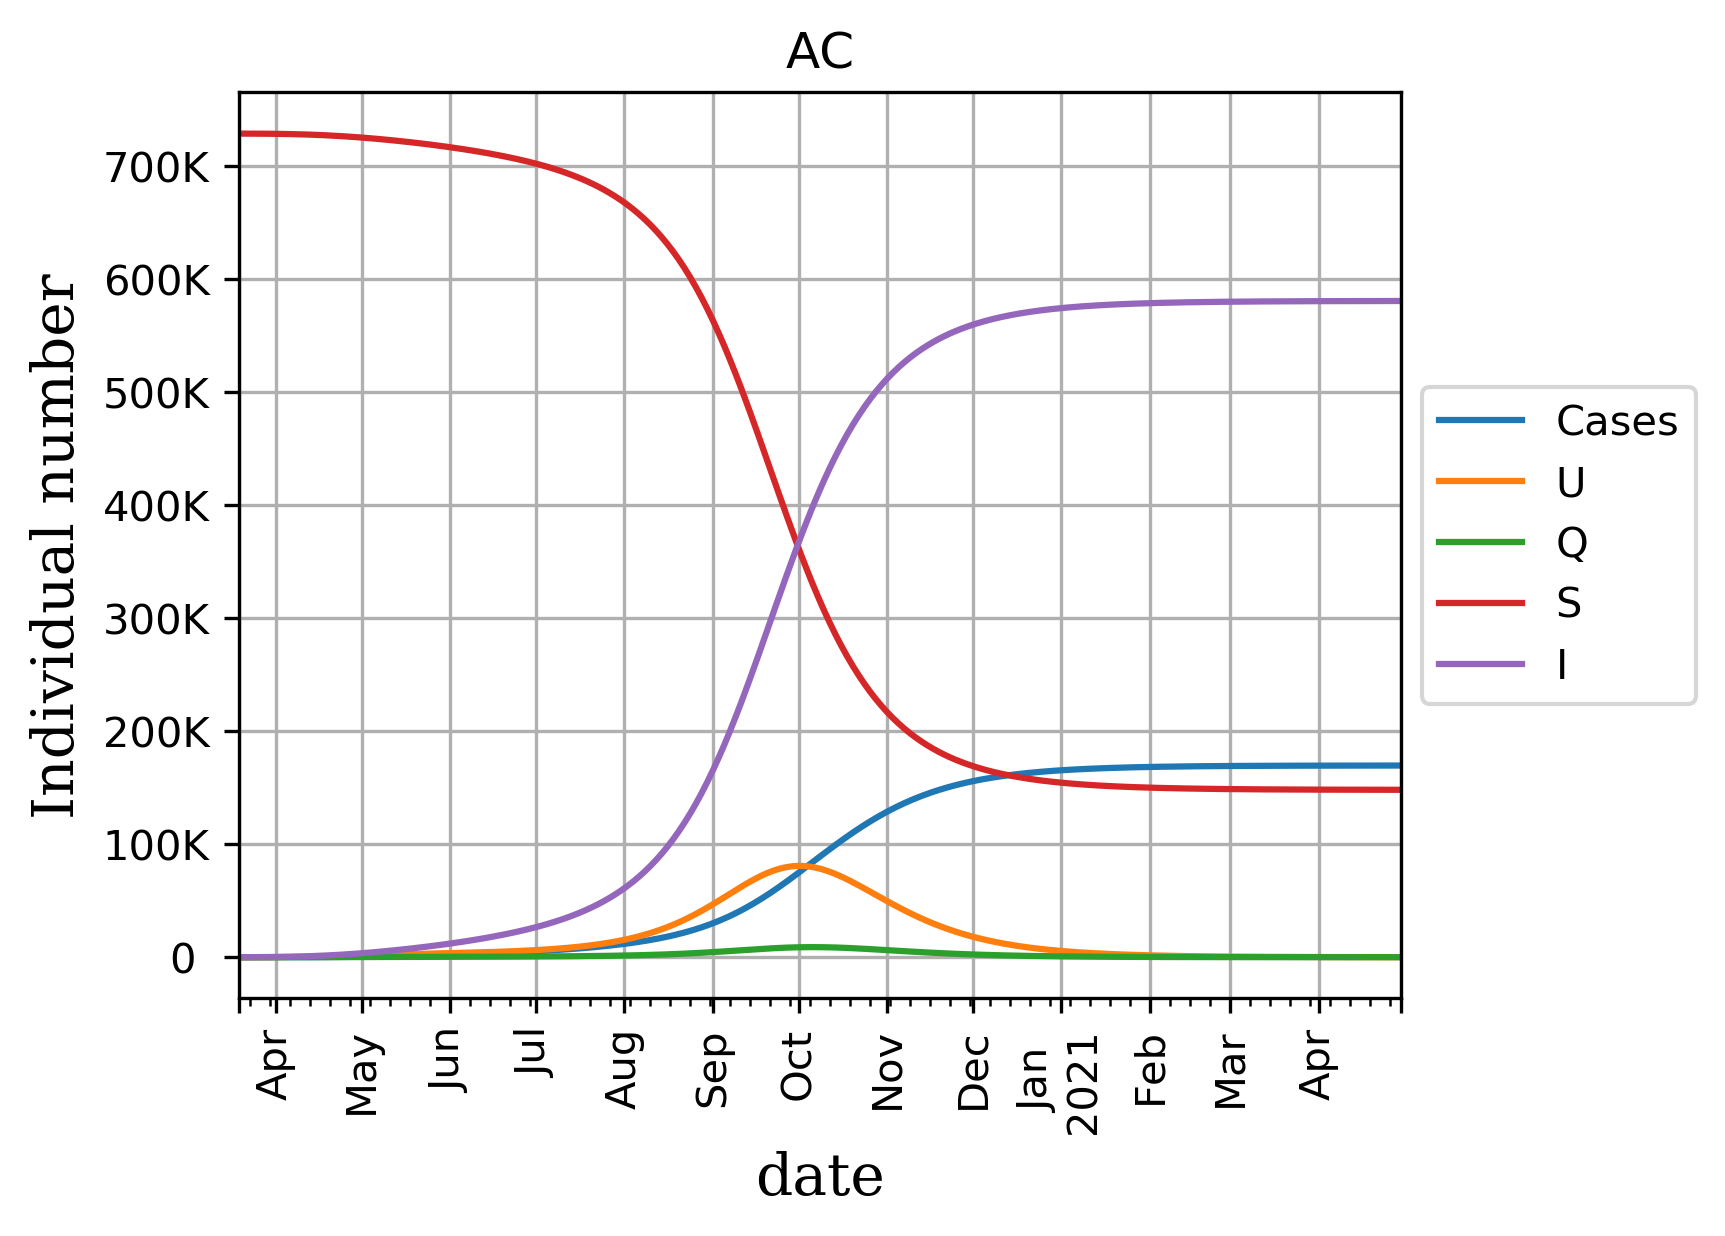 AC
Individual number
700K
600K
500K
400K
300K
200K
100K
0
Apr
May
Jun
Jul
Aug
Sep
Oct
Nov
Dec
Jan
2021
Feb
Mar
Apr
date
Cases
U
Q
S
I